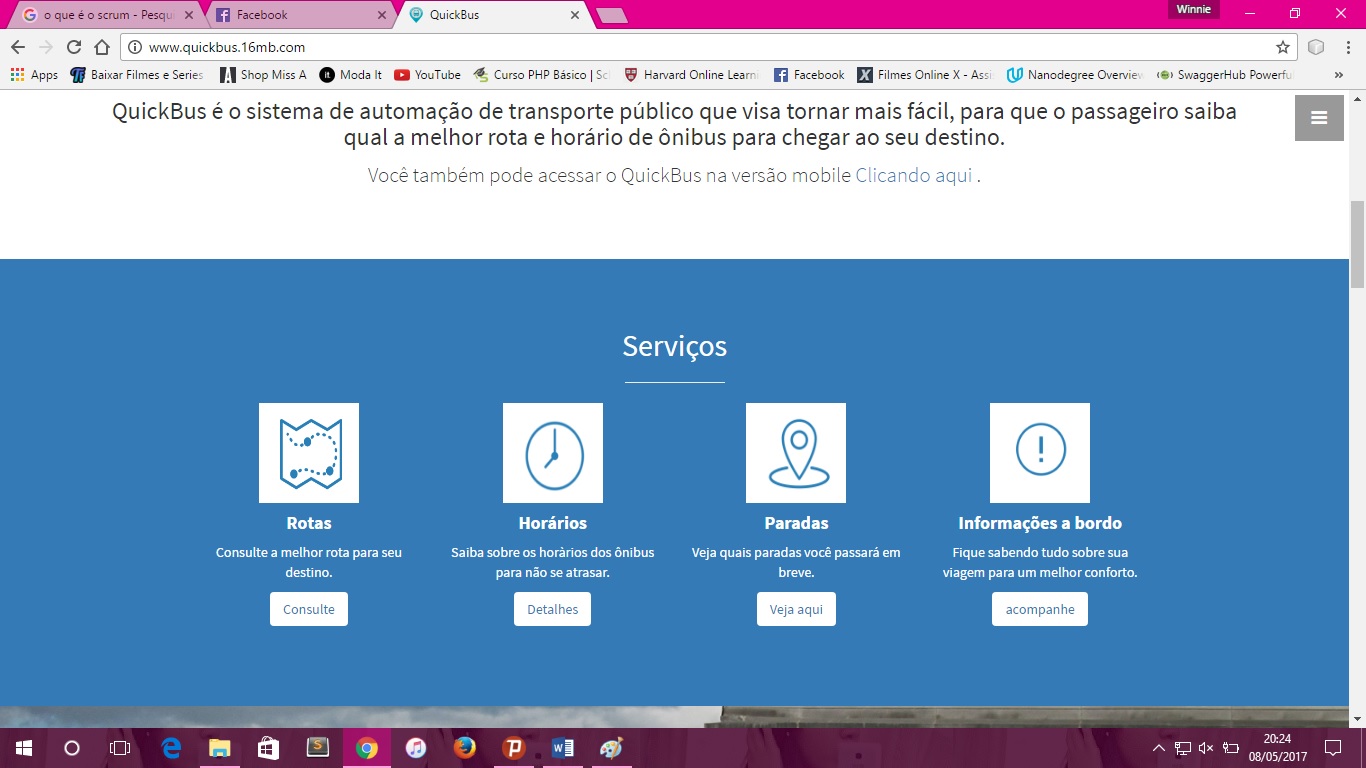 Winnie
o que é o scrum - Pesqui
Facebook
QuickBus
www.quickbus.16mb.com
Apps
Baixar Filmes e Series
Shop Miss A
Moda It
YouTube
Curso PHP Básico | Scl
Harvard Online Learni
Facebook
Filmes Online X - Assi
Nanodegree Overview
SwaggerHub Powerful
QuickBus é o sistema de automação de transporte público que visa tornar mais fácil, para que o passageiro saiba
qual a melhor rota e horário de ônibus para chegar ao seu destino.
Você também pode acessar o QuickBus na versão mobile Clicando aqui .
Serviços
Rotas
Consulte a melhor rota para seu
destino.
Consulte
Horários
Saiba sobre os horàrios dos ônibus
para não se atrasar.
Detalhes
Paradas
Veja quais paradas você passará em
breve.
Veja aqui
Informações a bordo
Fique sabendo tudo sobre sua
viagem para um melhor conforto.
acompanhe
20:24
08/05/2017